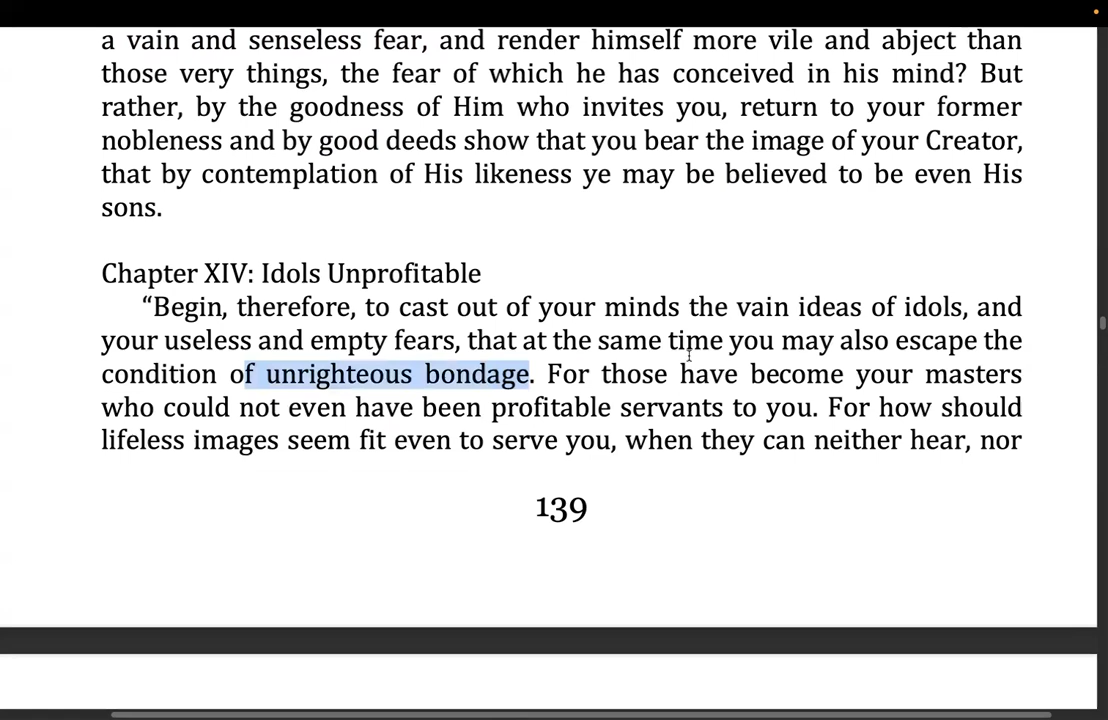 a vain and senseless fear, and render himself more vile and abject than
those very things, the fear of which he has conceived in his mind? But
rather, by the goodness of Him who invites you, return to your former
nobleness and by good deeds show that you bear the image of your Creator,
that by contemplation of His likeness ye may be believed to be even His
sons.
Chapter XIV: Idols Unprofitable
“Begin, therefore, to cast out of your minds the vain ideas of idols, and
your useless and empty fears, that at the same time you may also escape the
condition of unrighteous bondage. For those have become your masters
who could not even have been profitable servants to you. For how should
lifeless images seem fit even to serve you, when they can neither hear, nor
139